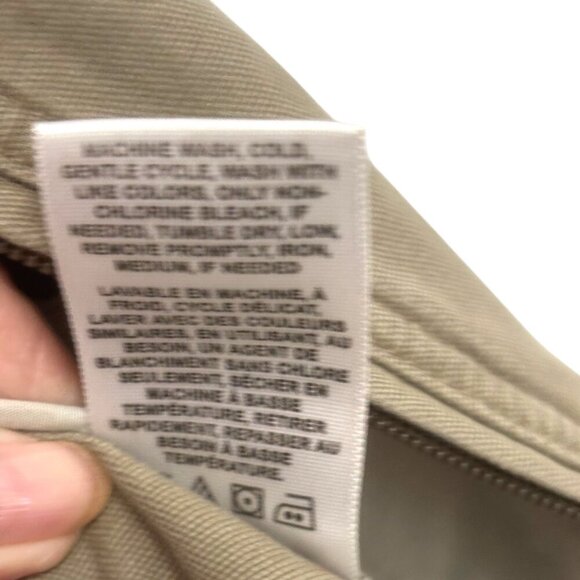 MACHINE WASH, COLD,
GENTLE CYCLE, WASH WITH
LIKE COLORS, ONLY NON-
CHLORINE BLEACH, IF
NEEDED, TUMBLE DRY, LOW,
REMOVE PROMPTLY, IRON,
MEDIUM, IF NEEDED
LAVABLE EN MACHINE, À
FROID, CYCLE DÉLICAT,
LAVER AVEC DES COULEURS
SIMILAIRES, EN UTILISANT, AU
BESOIN, UN AGENT DE
BLANCHIMENT SANS CHLORE
SEULEMENT, SÉCHER EN
MACHINE À BASSE
TEMPÉRATURE, RETIRER
RAPIDEMENT, REPASSER AU
BESOIN À BASSE
TEMPÉRATURE.